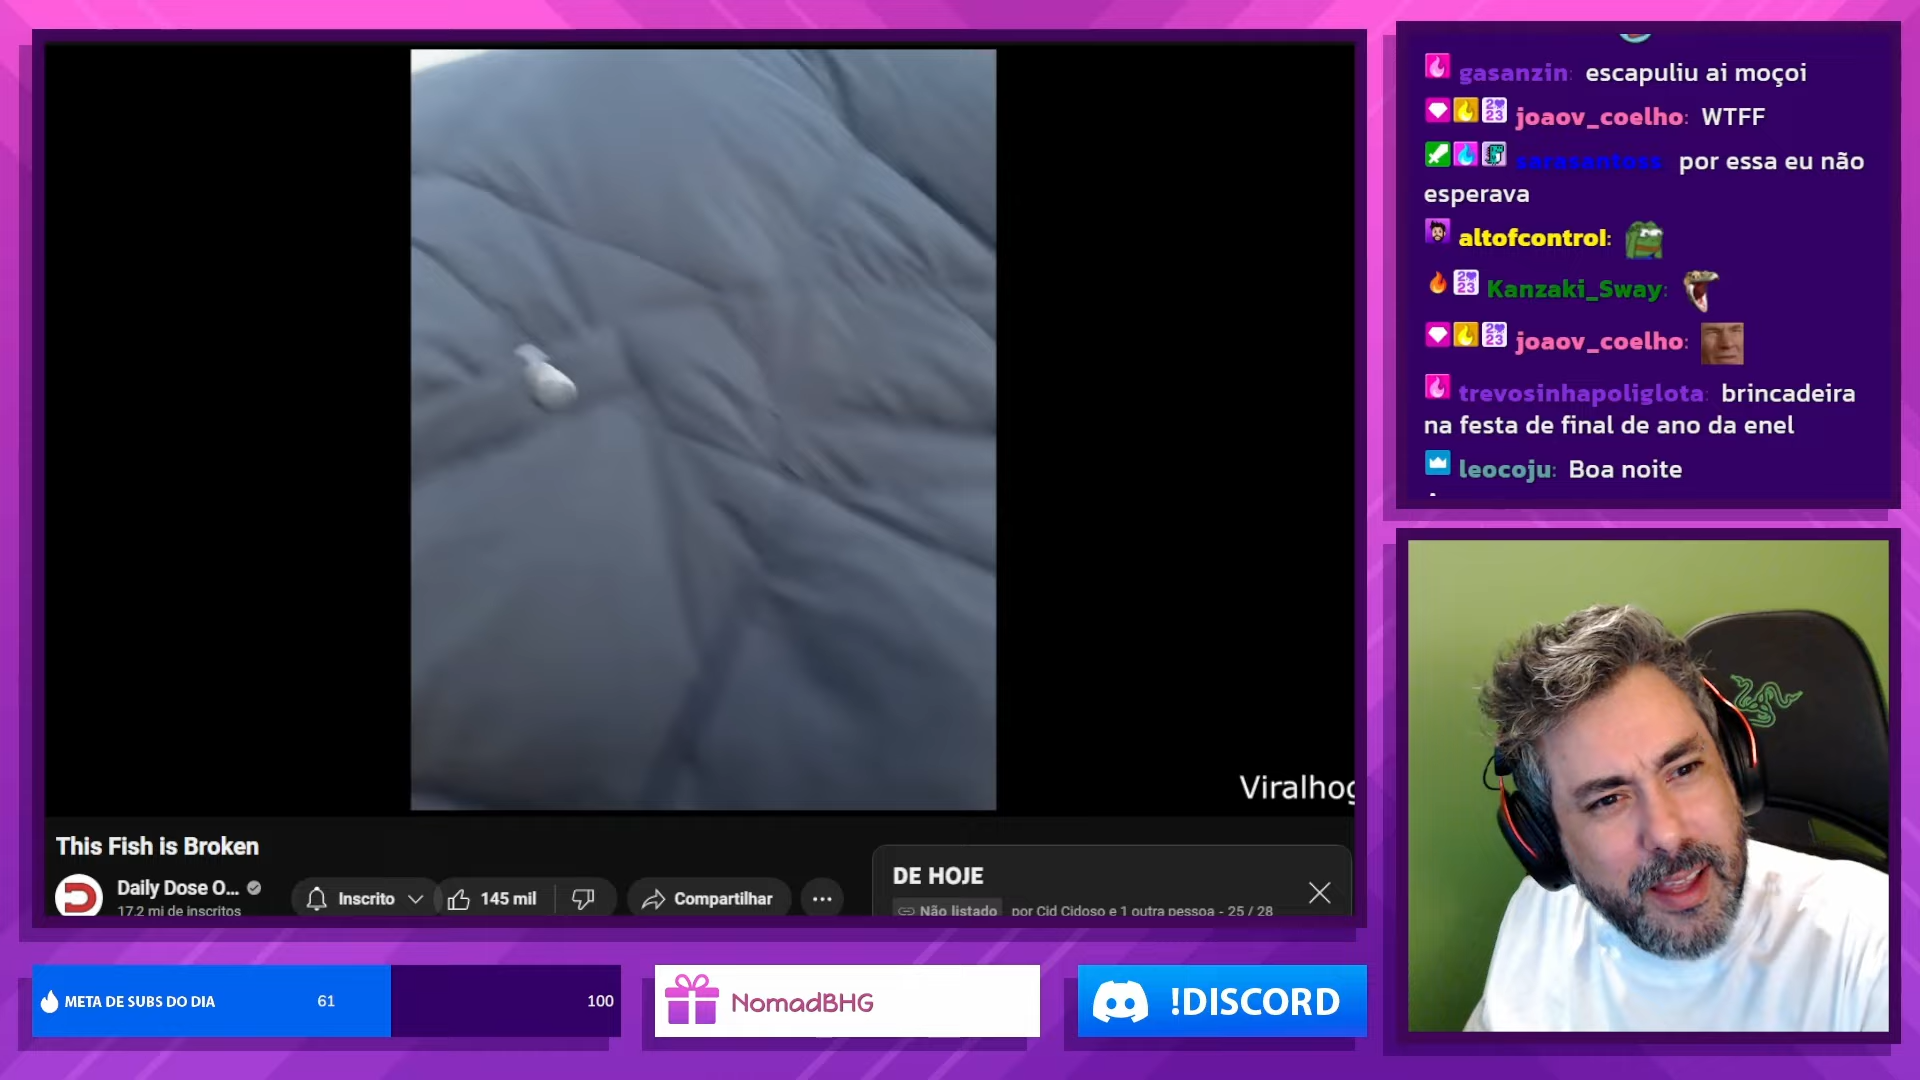 gasanzin: escapuliu ai moçoi
joaov_coelho: WTFF
sarasantoss: por essa eu não
esperava
altofcontrol:
Kanzaki_Sway:
joaov_coelho:
trevosinhapoliglota: brincadeira
na festa de final de ano da enel
leocoju: Boa noite
Viralhog
This Fish is Broken
Daily Dose O...
17,2 mi de inscritos
Inscrito
145 mil
Compartilhar
DE HOJE
Não listado por Cid Cidoso e 1 outra pessoa - 25 / 28
META DE SUBS DO DIA 61 100
NomadBHG
!DISCORD